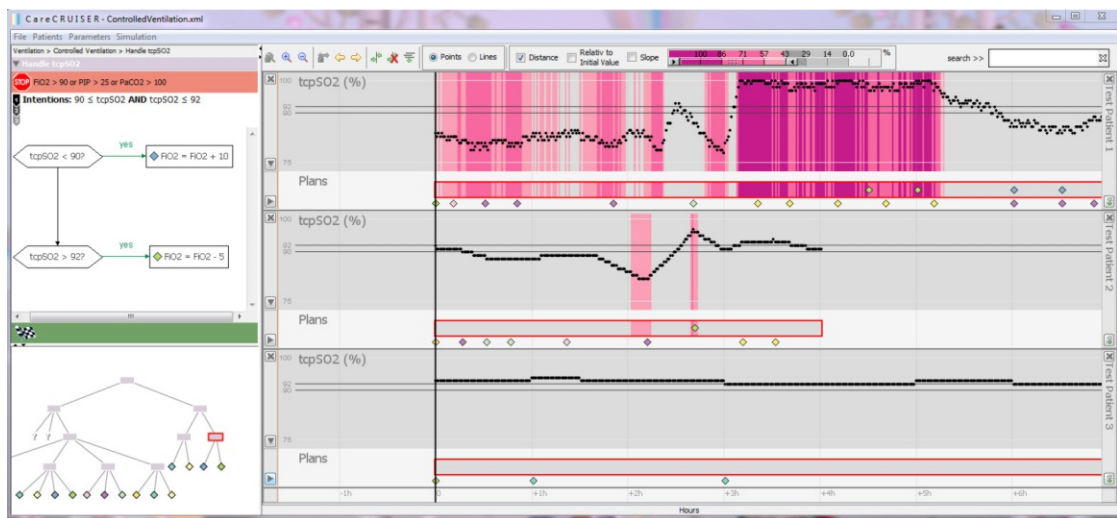 CareCRUISER - ControlledVentilation.xml
File Patients Parameters Simulation
Ventilation > Controlled Ventilation > Handle tcpSO2
Handle tcpSO2
STOP FiO2 > 90 or PIP > 25 or PaCO2 > 100
Intentions: 90 ≤ tcpSO2 AND tcpSO2 ≤ 92
tcpSO2 < 90?
yes
FiO2 = FiO2 + 10
tcpSO2 > 92?
yes
FiO2 = FiO2 - 5
? ?
Points Lines
Distance
Relativ to
Initial Value
Slope
100 86 71 57 43 29 14 0.0 %
search >>
100 tcpSO2 (%)
92
90
75
Plans
Test Patient 1
100 tcpSO2 (%)
92
90
75
Plans
Test Patient 2
100 tcpSO2 (%)
92
90
75
Plans
Test Patient 3
-1h 0 +1h +2h +3h +4h +5h +6h
Hours